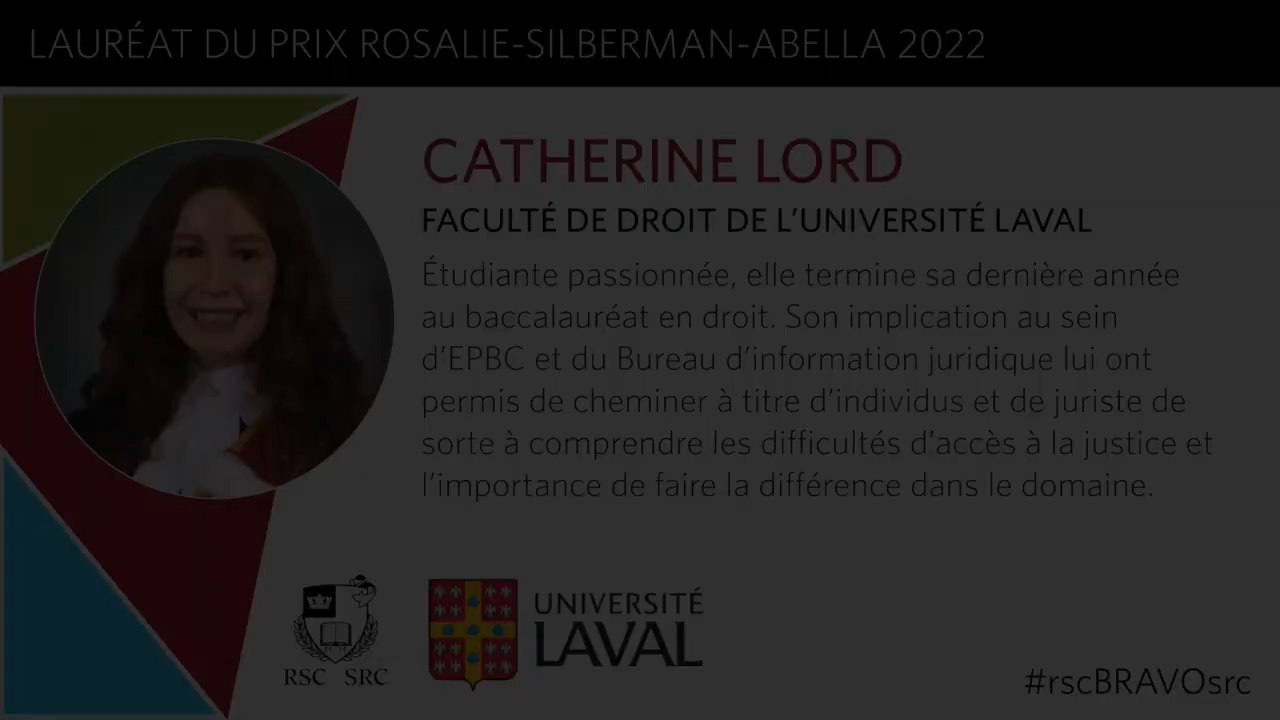 LAURÉAT DU PRIX ROSALIE-SILBERMAN-ABELLA 2022
CATHERINE LORD
FACULTÉ DE DROIT DE L'UNIVERSITÉ LAVAL
Étudiante passionnée, elle termine sa dernière année
au baccalauréat en droit. Son implication au sein
d'EPBC et du Bureau d'information juridique lui ont
permis de cheminer à titre d'individus et de juriste de
sorte à comprendre les difficultés d'accès à la justice et
l'importance de faire la différence dans le domaine.
RSC SRC
UNIVERSITÉ
LAVAL
#rscBRAVOsrc